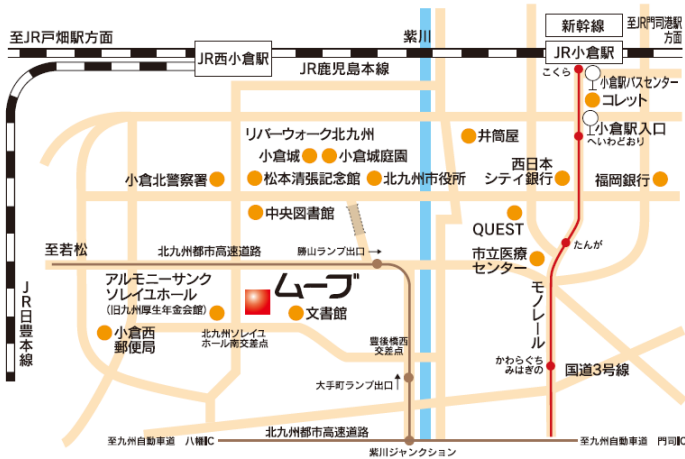 新幹線
至JR門司港駅
方面
至JR戸畑駅方面
紫川
JR西小倉駅
JR小倉駅
JR鹿児島本線
こくら
小倉駅バスセンター
コレット
小倉駅入口
へいわどおり
リバーウォーク北九州
井筒屋
小倉城
小倉城庭園
西日本
シティ銀行
福岡銀行
小倉北警察署
松本清張記念館
北九州市役所
中央図書館
QUEST
至若松
北九州都市高速道路
勝山ランプ出口→
たんが
市立医療
センター
アルモニーサンク
ソレイユホール
(旧九州厚生年金会館)
ムーブ
文書館
モノレール
JR日豊本線
小倉西
郵便局
北九州ソレイユ
ホール南交差点
豊後橋西
交差点
かわらぐち
みはぎの
国道3号線
大手町ランプ出口↑
至九州自動車道 八幡IC
北九州都市高速道路
紫川ジャンクション
至九州自動車道 門司IC